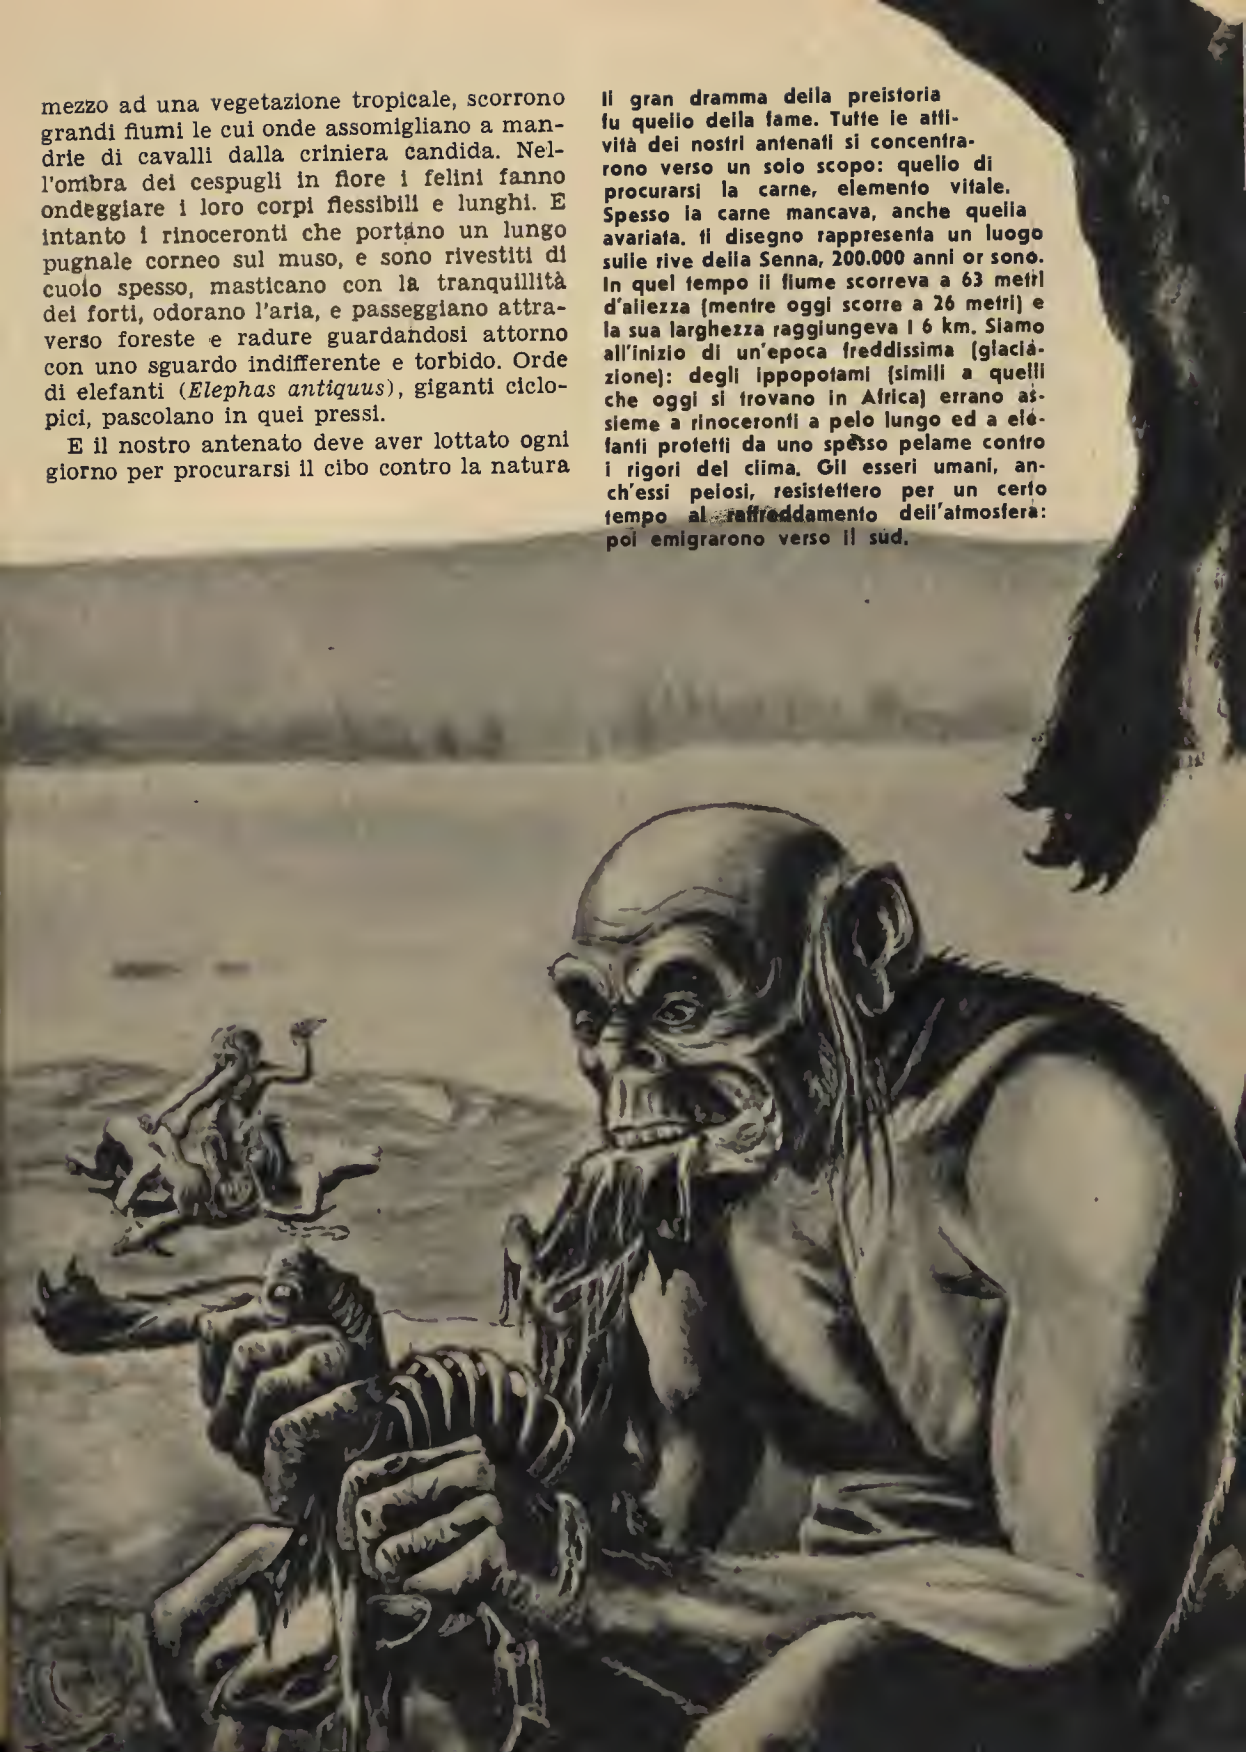 mezzo ad una vegetazione tropicale, scorrono
grandi fiumi le cui onde assomigliano a man-
drie di cavalli dalla criniera candida. Nel-
l'ombra dei cespugli in fiore i felini fanno
ondeggiare i loro corpi flessibili e lunghi. E
intanto i rinoceronti che portano un lungo
pugnale corneo sul muso, e sono rivestiti di
cuoio spesso, masticano con la tranquillità
dei forti, odorano l'aria, e passeggiano attra-
verso foreste e radure guardandosi attorno
con uno sguardo indifferente e torbido. Orde
di elefanti (Elephas antiquus), giganti ciclo-
pici, pascolano in quei pressi.
E il nostro antenato deve aver lottato ogni
giorno per procurarsi il cibo contro la natura
Il gran dramma della preistoria
fu quello della fame. Tutte le atti-
vità dei nostri antenati si concentra-
rono verso un solo scopo: quello di
procurarsi la carne, elemento vitale.
Spesso la carne mancava, anche quella
avariata. Il disegno rappresenta un luogo
sulle rive della Senna, 200.000 anni or sono.
In quel tempo il fiume scorreva a 63 metri
d'altezza (mentre oggi scorre a 26 metri) e
la sua larghezza raggiungeva i 6 km. Siamo
all'inizio di un'epoca freddissima (glacia-
zione): degli ippopotami (simili a quelli
che oggi si trovano in Africa) errano as-
sieme a rinoceronti a pelo lungo ed a ele-
fanti protetti da uno spesso pelame contro
i rigori del clima. Gli esseri umani, an-
ch'essi pelosi, resistettero per un certo
tempo al raffreddamento dell'atmosfera:
poi emigrarono verso il sud.